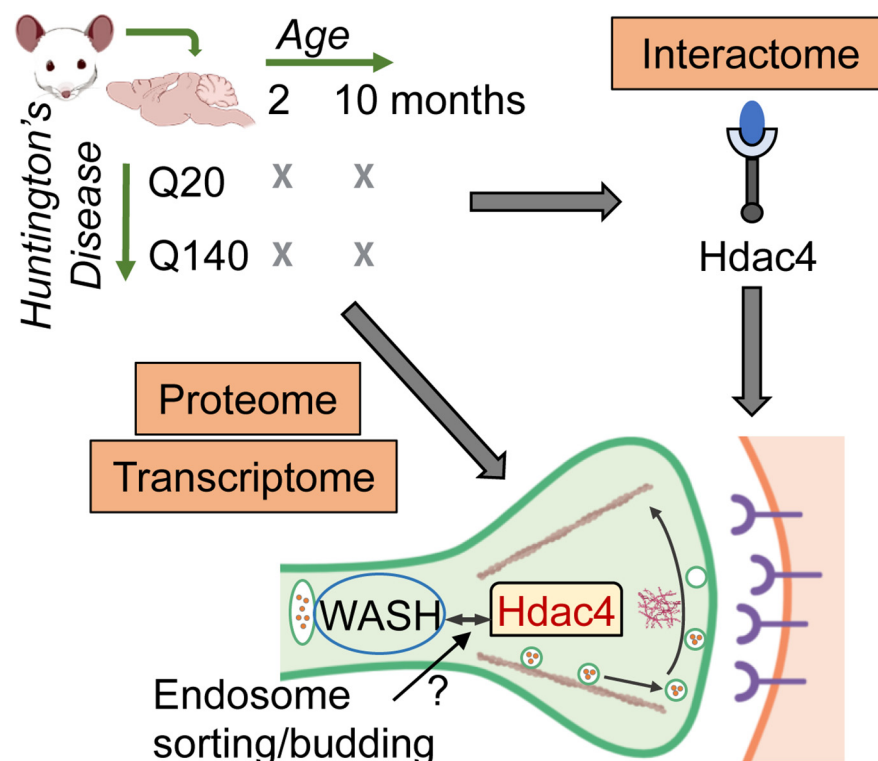 Age
2 10 months
Huntington's
Disease
Q20 X X
Q140 X X
Interactome
Hdac4
Proteome
Transcriptome
WASH
Hdac4
?
Endosome
sorting/budding